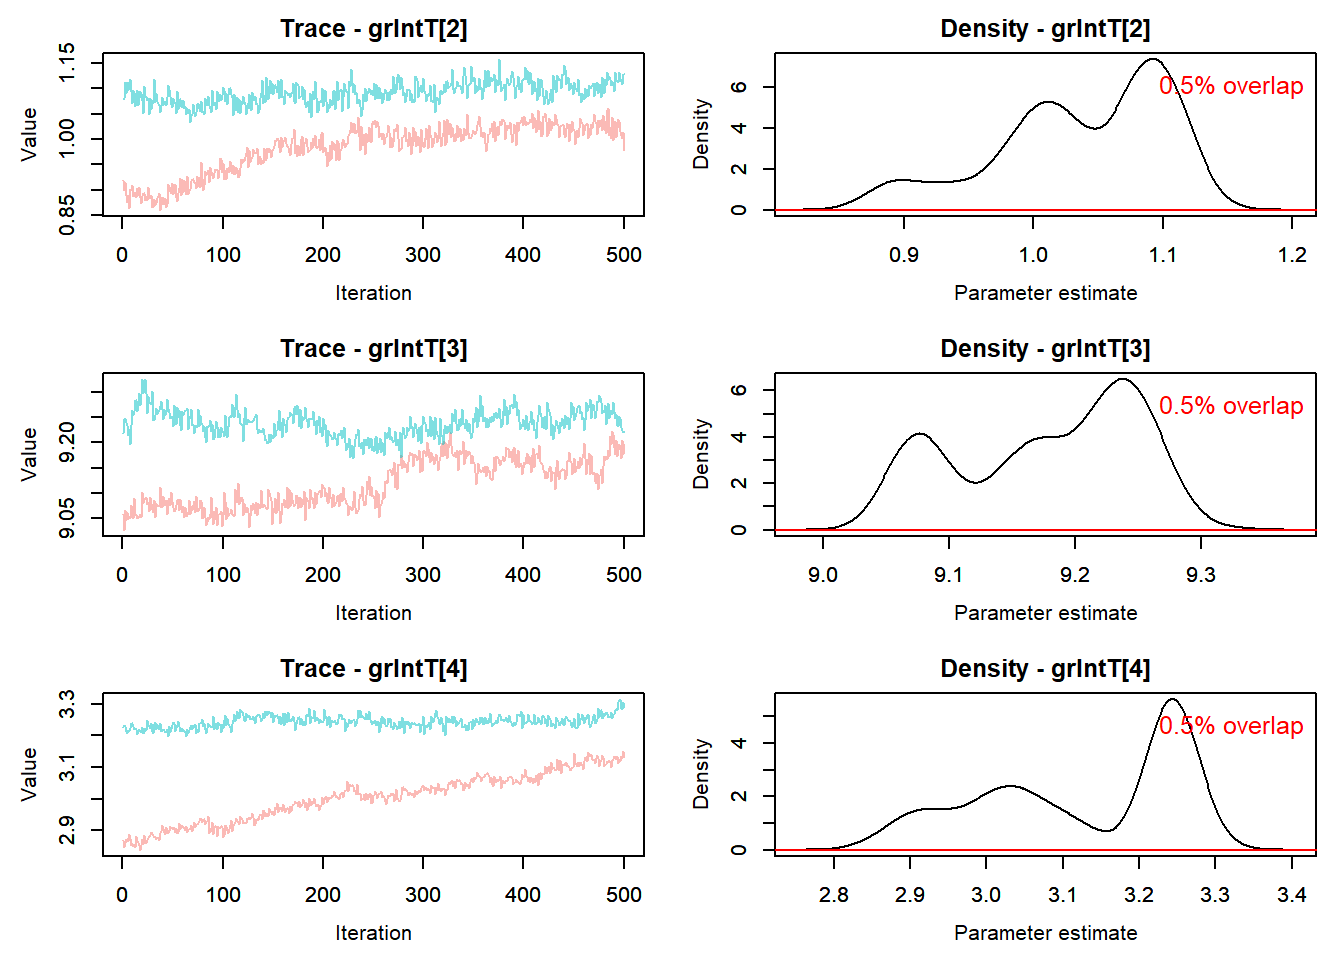 Trace - grIntT[2]
Value
0.85 1.00 1.15
0 100 200 300 400 500
Iteration
Density - grIntT[2]
0.5% overlap
Density
0 2 4 6
0.9 1.0 1.1 1.2
Parameter estimate
Trace - grIntT[3]
Value
9.05 9.20
0 100 200 300 400 500
Iteration
Density - grIntT[3]
0.5% overlap
Density
0 2 4 6
9.0 9.1 9.2 9.3
Parameter estimate
Trace - grIntT[4]
Value
2.9 3.1 3.3
0 100 200 300 400 500
Iteration
Density - grIntT[4]
0.5% overlap
Density
0 2 4
2.8 2.9 3.0 3.1 3.2 3.3 3.4
Parameter estimate